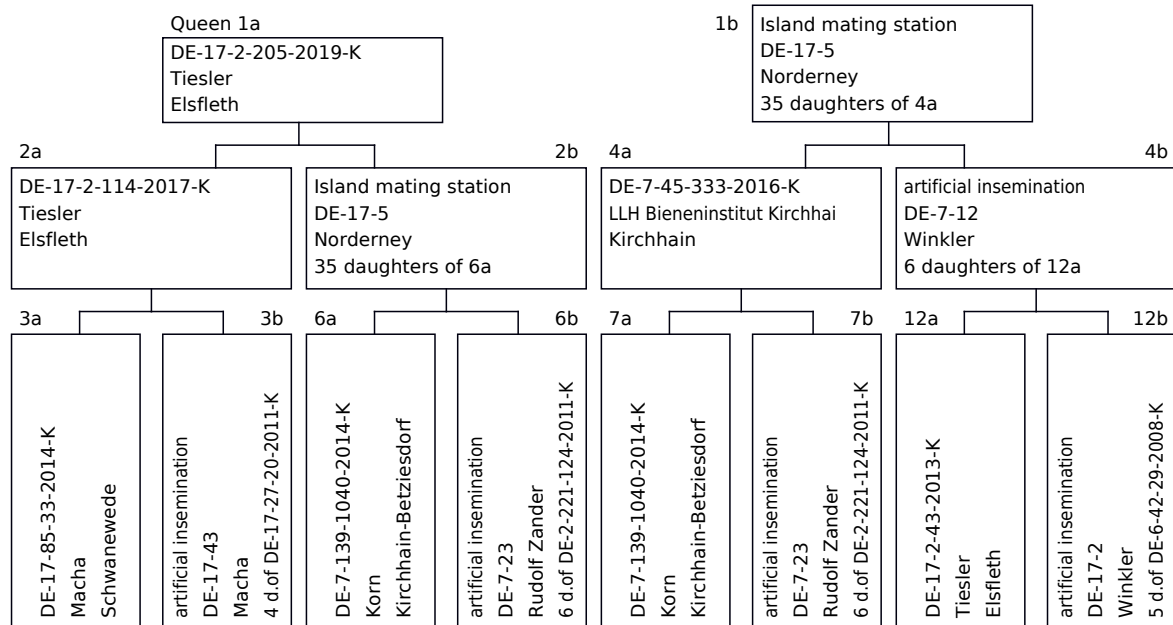 Queen 1a
DE-17-2-205-2019-K
Tiesler
Elsfleth
1b
Island mating station
DE-17-5
Norderney
35 daughters of 4a
2a
DE-17-2-114-2017-K
Tiesler
Elsfleth
2b
Island mating station
DE-17-5
Norderney
35 daughters of 6a
4a
DE-7-45-333-2016-K
LLH Bieneninstitut Kirchhai
Kirchhain
4b
artificial insemination
DE-7-12
Winkler
6 daughters of 12a
3a
DE-17-85-33-2014-K
Macha
Schwanewede
3b
artificial insemination
DE-17-43
Macha
4 d.of DE-17-27-20-2011-K
6a
DE-7-139-1040-2014-K
Korn
Kirchhain-Betziesdorf
6b
artificial insemination
DE-7-23
Rudolf Zander
6 d.of DE-2-221-124-2011-K
7a
DE-7-139-1040-2014-K
Korn
Kirchhain-Betziesdorf
7b
artificial insemination
DE-7-23
Rudolf Zander
6 d.of DE-2-221-124-2011-K
12a
DE-17-2-43-2013-K
Tiesler
Elsfleth
12b
artificial insemination
DE-17-2
Winkler
5 d.of DE-6-42-29-2008-K